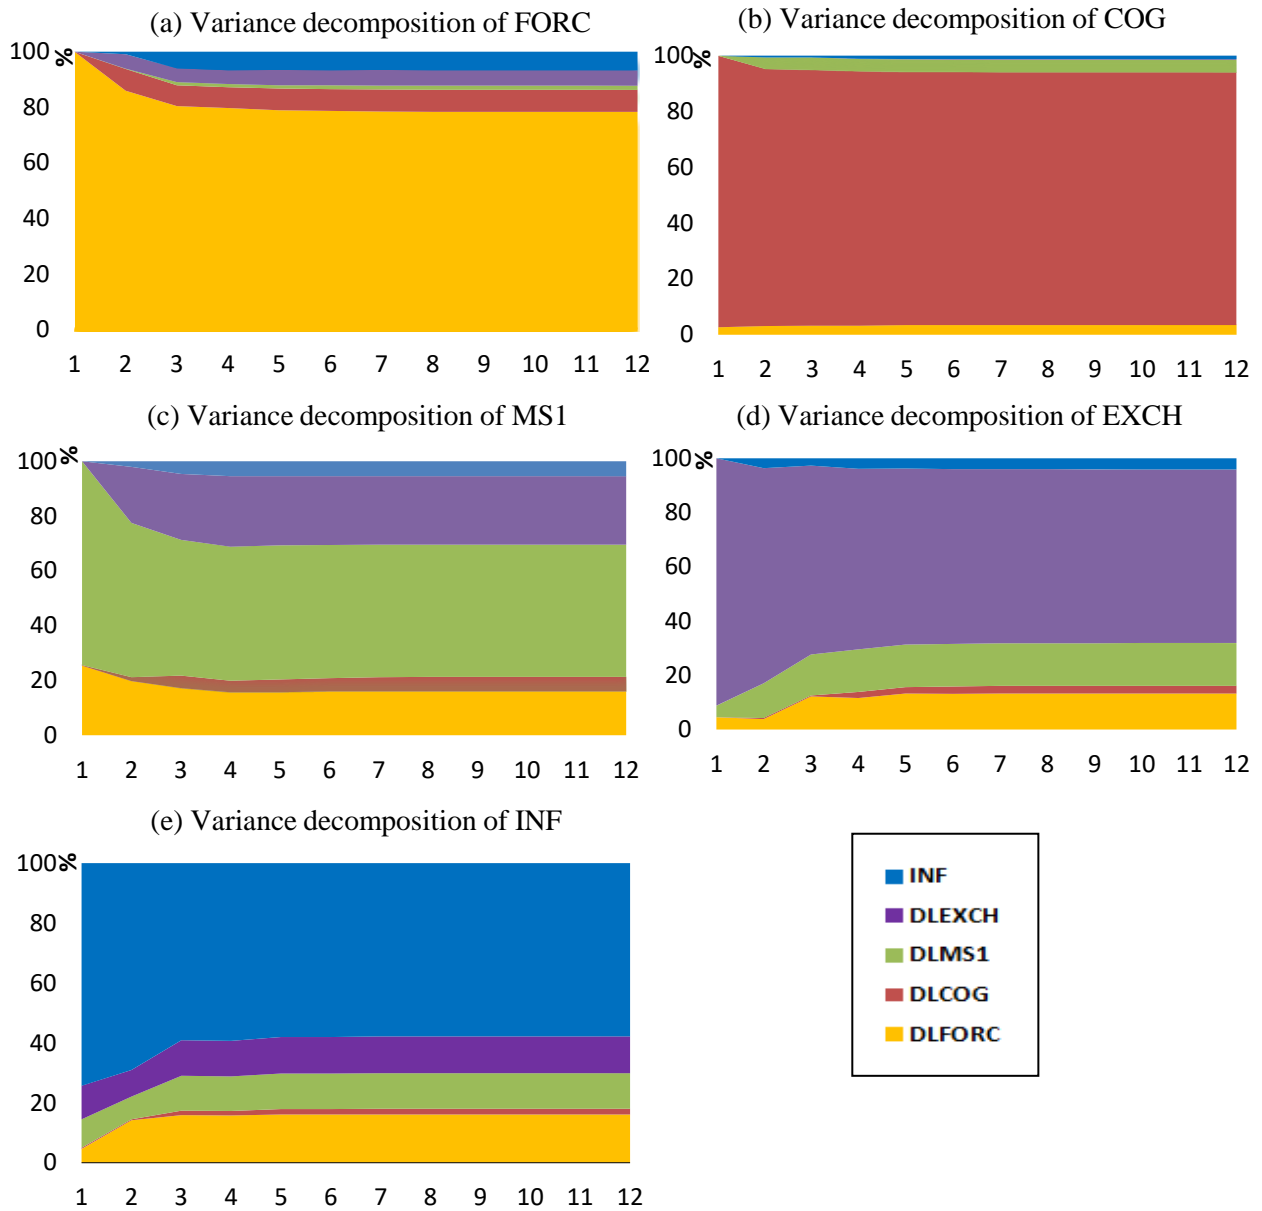 (a) Variance decomposition of FORC
100
%
80
60
40
20
0
1 2 3 4 5 6 7 8 9 10 11 12
(b) Variance decomposition of COG
100
%
80
60
40
20
0
1 2 3 4 5 6 7 8 9 10 11 12
(c) Variance decomposition of MS1
100
%
80
60
40
20
0
1 2 3 4 5 6 7 8 9 10 11 12
(d) Variance decomposition of EXCH
100
%
80
60
40
20
0
1 2 3 4 5 6 7 8 9 10 11 12
(e) Variance decomposition of INF
100
%
80
60
40
20
0
1 2 3 4 5 6 7 8 9 10 11 12
INF
DLEXCH
DLMS1
DLCOG
DLFORC